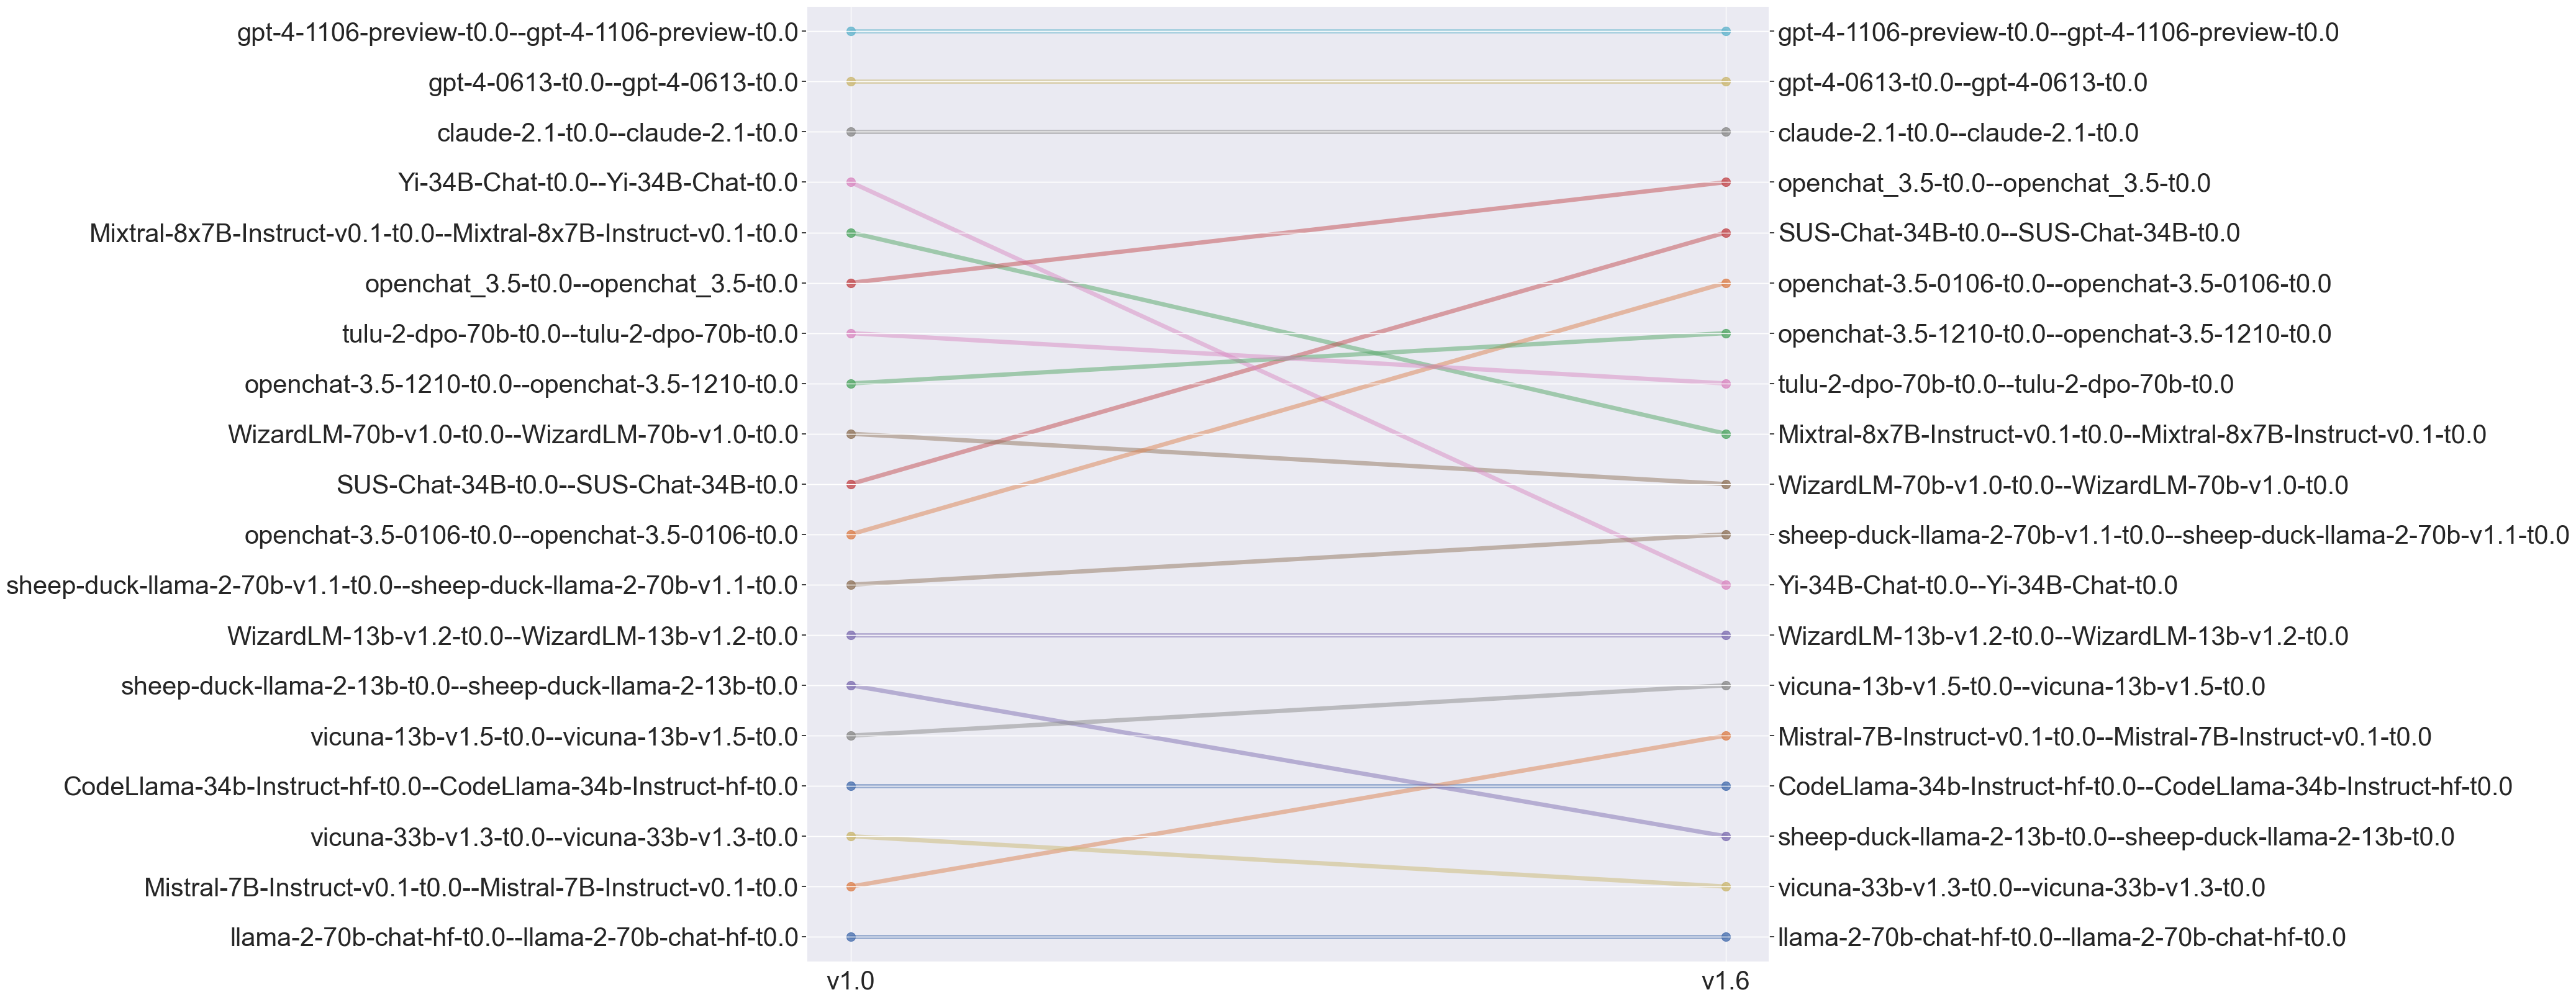 gpt-4-1106-preview-t0.0--gpt-4-1106-preview-t0.0
gpt-4-0613-t0.0--gpt-4-0613-t0.0
claude-2.1-t0.0--claude-2.1-t0.0
Yi-34B-Chat-t0.0--Yi-34B-Chat-t0.0
Mixtral-8x7B-Instruct-v0.1-t0.0--Mixtral-8x7B-Instruct-v0.1-t0.0
openchat_3.5-t0.0--openchat_3.5-t0.0
tulu-2-dpo-70b-t0.0--tulu-2-dpo-70b-t0.0
openchat-3.5-1210-t0.0--openchat-3.5-1210-t0.0
WizardLM-70b-v1.0-t0.0--WizardLM-70b-v1.0-t0.0
SUS-Chat-34B-t0.0--SUS-Chat-34B-t0.0
openchat-3.5-0106-t0.0--openchat-3.5-0106-t0.0
sheep-duck-llama-2-70b-v1.1-t0.0--sheep-duck-llama-2-70b-v1.1-t0.0
WizardLM-13b-v1.2-t0.0--WizardLM-13b-v1.2-t0.0
sheep-duck-llama-2-13b-t0.0--sheep-duck-llama-2-13b-t0.0
vicuna-13b-v1.5-t0.0--vicuna-13b-v1.5-t0.0
CodeLlama-34b-Instruct-hf-t0.0--CodeLlama-34b-Instruct-hf-t0.0
vicuna-33b-v1.3-t0.0--vicuna-33b-v1.3-t0.0
Mistral-7B-Instruct-v0.1-t0.0--Mistral-7B-Instruct-v0.1-t0.0
llama-2-70b-chat-hf-t0.0--llama-2-70b-chat-hf-t0.0
gpt-4-1106-preview-t0.0--gpt-4-1106-preview-t0.0
gpt-4-0613-t0.0--gpt-4-0613-t0.0
claude-2.1-t0.0--claude-2.1-t0.0
openchat_3.5-t0.0--openchat_3.5-t0.0
SUS-Chat-34B-t0.0--SUS-Chat-34B-t0.0
openchat-3.5-0106-t0.0--openchat-3.5-0106-t0.0
openchat-3.5-1210-t0.0--openchat-3.5-1210-t0.0
tulu-2-dpo-70b-t0.0--tulu-2-dpo-70b-t0.0
Mixtral-8x7B-Instruct-v0.1-t0.0--Mixtral-8x7B-Instruct-v0.1-t0.0
WizardLM-70b-v1.0-t0.0--WizardLM-70b-v1.0-t0.0
sheep-duck-llama-2-70b-v1.1-t0.0--sheep-duck-llama-2-70b-v1.1-t0.0
Yi-34B-Chat-t0.0--Yi-34B-Chat-t0.0
WizardLM-13b-v1.2-t0.0--WizardLM-13b-v1.2-t0.0
vicuna-13b-v1.5-t0.0--vicuna-13b-v1.5-t0.0
Mistral-7B-Instruct-v0.1-t0.0--Mistral-7B-Instruct-v0.1-t0.0
CodeLlama-34b-Instruct-hf-t0.0--CodeLlama-34b-Instruct-hf-t0.0
sheep-duck-llama-2-13b-t0.0--sheep-duck-llama-2-13b-t0.0
vicuna-33b-v1.3-t0.0--vicuna-33b-v1.3-t0.0
llama-2-70b-chat-hf-t0.0--llama-2-70b-chat-hf-t0.0
v1.0
v1.6